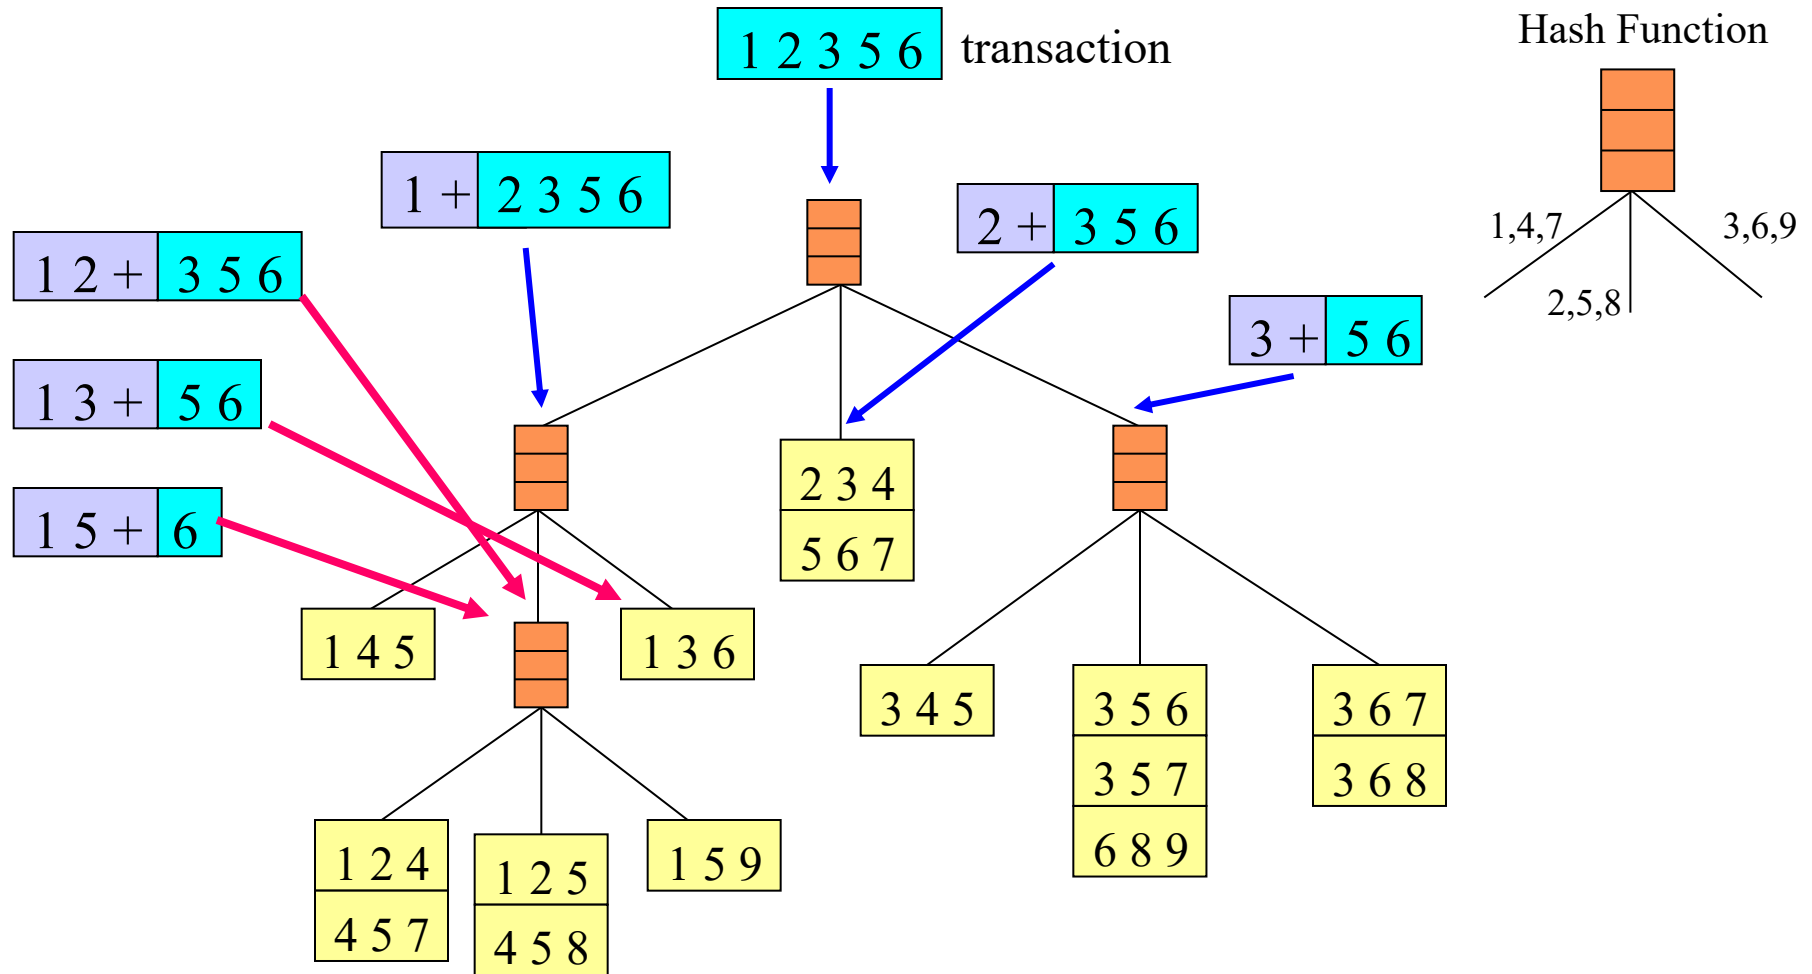 1 2 3 5 6 transaction
Hash Function
1 + 2 3 5 6
2 + 3 5 6
1,4,7
3,6,9
2,5,8
1 2 + 3 5 6
3 + 5 6
1 3 + 5 6
1 5 + 6
2 3 4
5 6 7
1 4 5
1 3 6
3 4 5
3 5 6
3 6 7
3 5 7
3 6 8
6 8 9
1 2 4
1 2 5
1 5 9
4 5 7
4 5 8